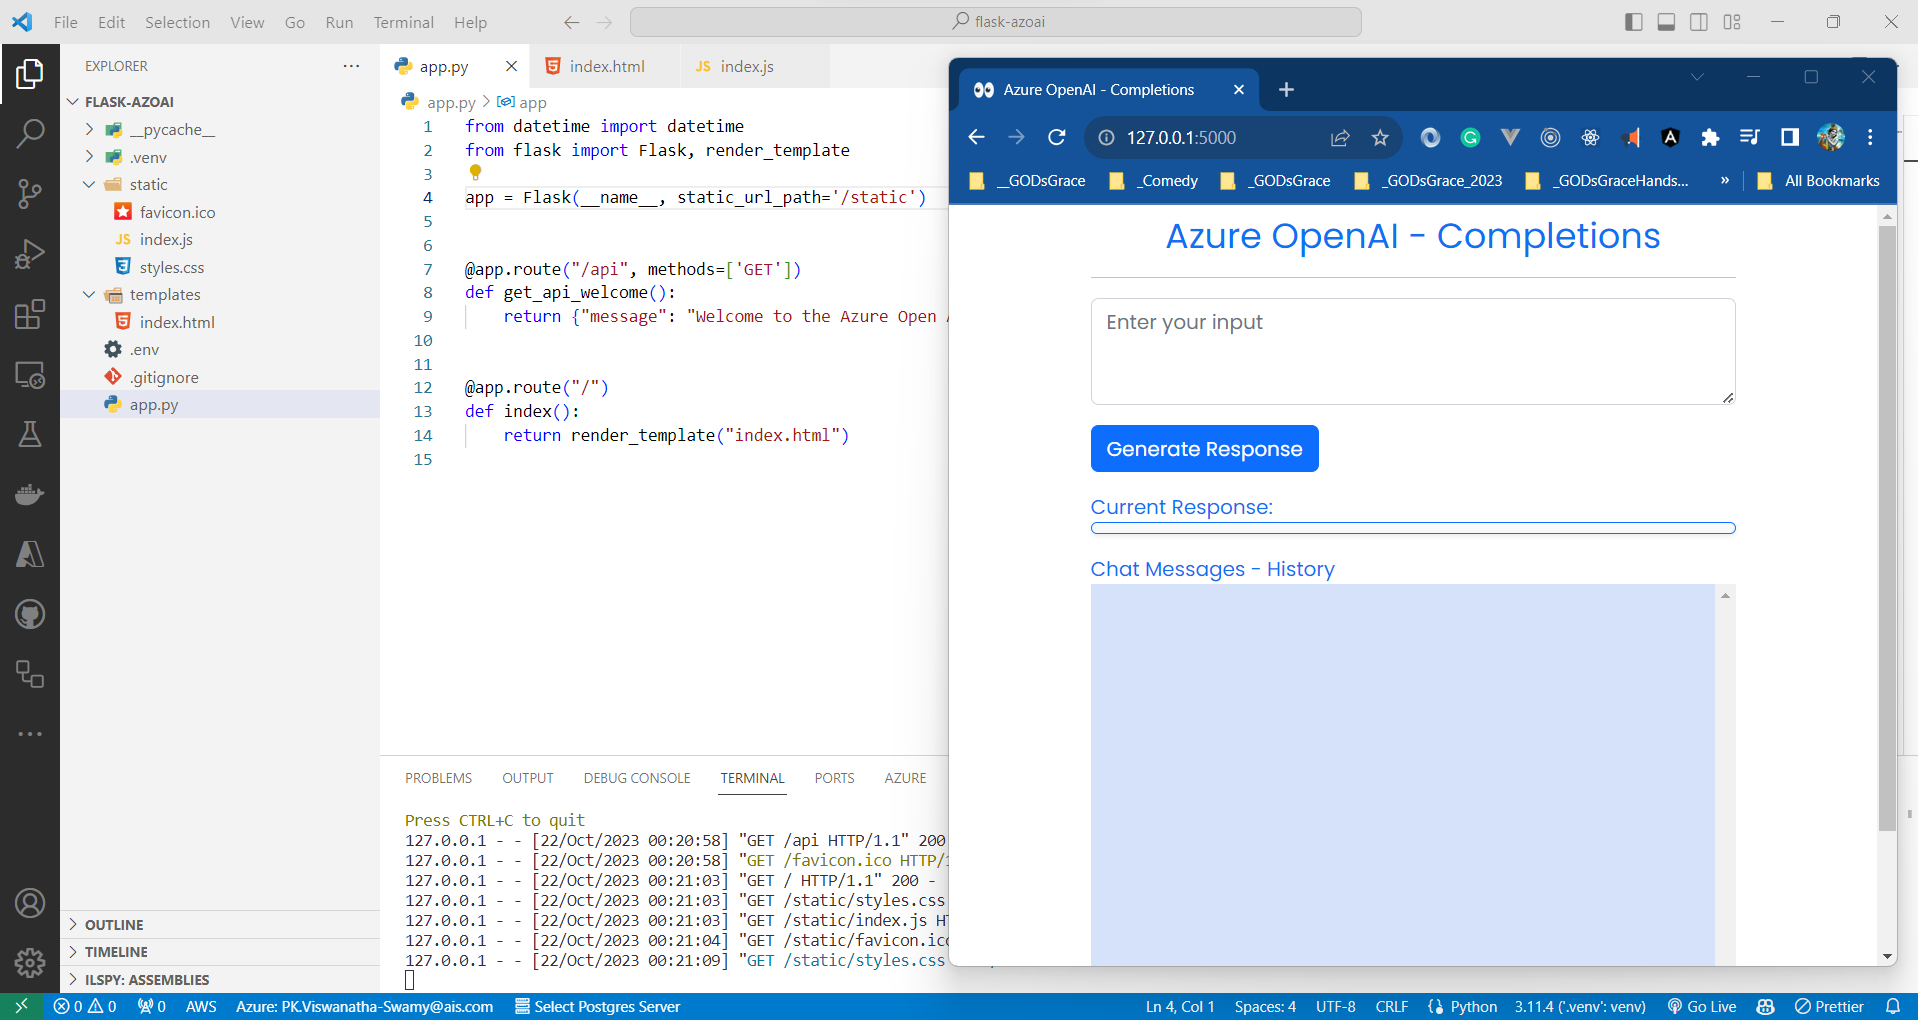 File Edit Selection View Go Run Terminal Help
flask-azoai
EXPLORER
FLASK-AZOAI
__pycache__
.venv
static
favicon.ico
JS index.js
styles.css
templates
index.html
.env
.gitignore
app.py
OUTLINE
TIMELINE
ILSPY: ASSEMBLIES
app.py
index.html
JS index.js
app.py > app
1 from datetime import datetime
2 from flask import Flask, render_template
3
4 app = Flask(__name__, static_url_path='/static')
5
6
7 @app.route("/api", methods=['GET'])
8 def get_api_welcome():
9 return {"message": "Welcome to the Azure Open
10
11
12 @app.route("/")
13 def index():
14 return render_template("index.html")
15
PROBLEMS OUTPUT DEBUG CONSOLE TERMINAL PORTS AZURE
Press CTRL+C to quit
127.0.0.1 - - [22/Oct/2023 00:20:58] "GET /api HTTP/1.1" 200
127.0.0.1 - - [22/Oct/2023 00:20:58] "GET /favicon.ico HTTP/1
127.0.0.1 - - [22/Oct/2023 00:21:03] "GET / HTTP/1.1" 200 -
127.0.0.1 - - [22/Oct/2023 00:21:03] "GET /static/styles.css
127.0.0.1 - - [22/Oct/2023 00:21:03] "GET /static/index.js H
127.0.0.1 - - [22/Oct/2023 00:21:04] "GET /static/favicon.ico
127.0.0.1 - - [22/Oct/2023 00:21:09] "GET /static/styles.css
Azure OpenAI - Completions
127.0.0.1:5000
__GODsGrace _Comedy _GODsGrace _GODsGrace_2023 _GODsGraceHands... » All Bookmarks
Azure OpenAI - Completions
Enter your input
Generate Response
Current Response:
Chat Messages - History
0 0 0 AWS Azure: PK.Viswanatha-Swamy@ais.com Select Postgres Server Ln 4, Col 1 Spaces: 4 UTF-8 CRLF {} Python 3.11.4 ('.venv': venv) Go Live Prettier